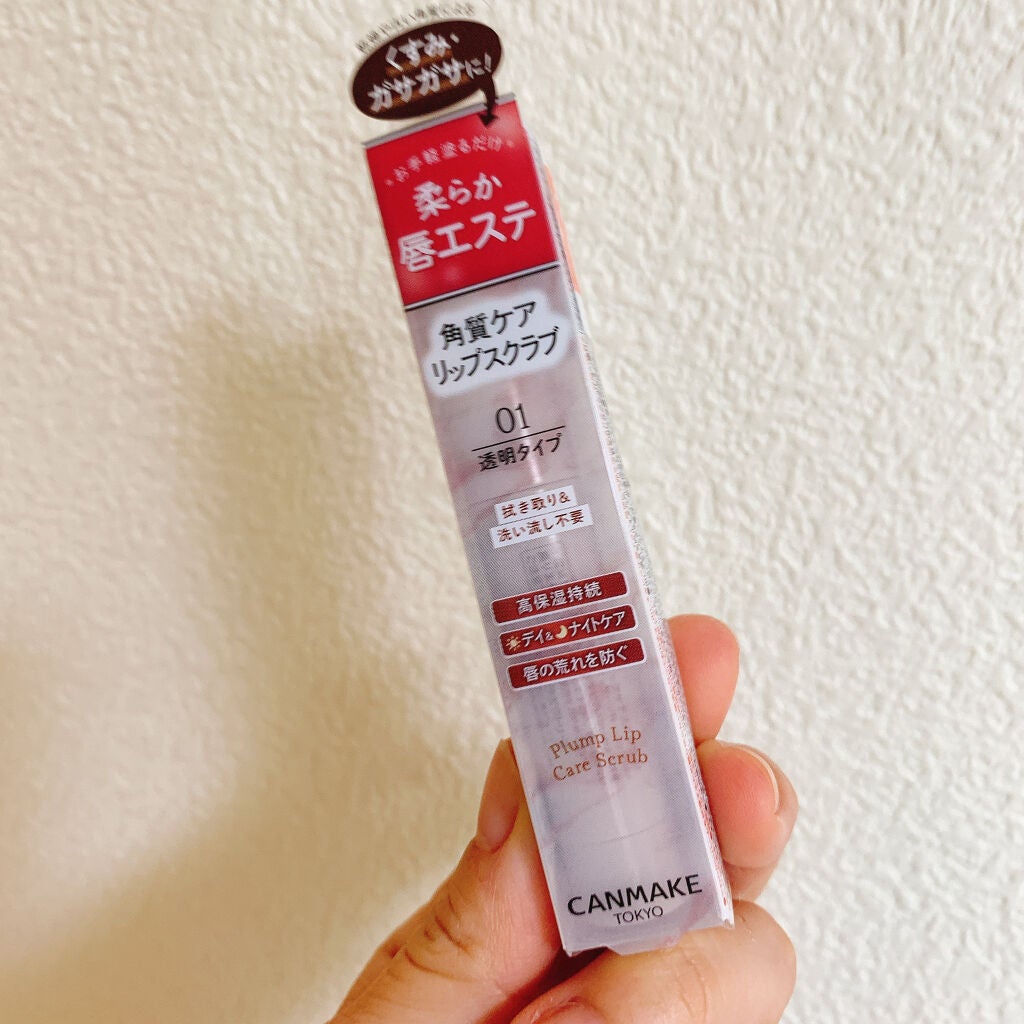 くすみ・
ガサガサに!
お手軽塗るだけ
柔らか
唇エステ
角質ケア
リップスクラブ
01
透明タイプ
拭き取り&
洗い流し不要
高保湿持続
デイ&ナイトケア
唇の荒れを防ぐ
Plump Lip
Care Scrub
CANMAKE
TOKYO